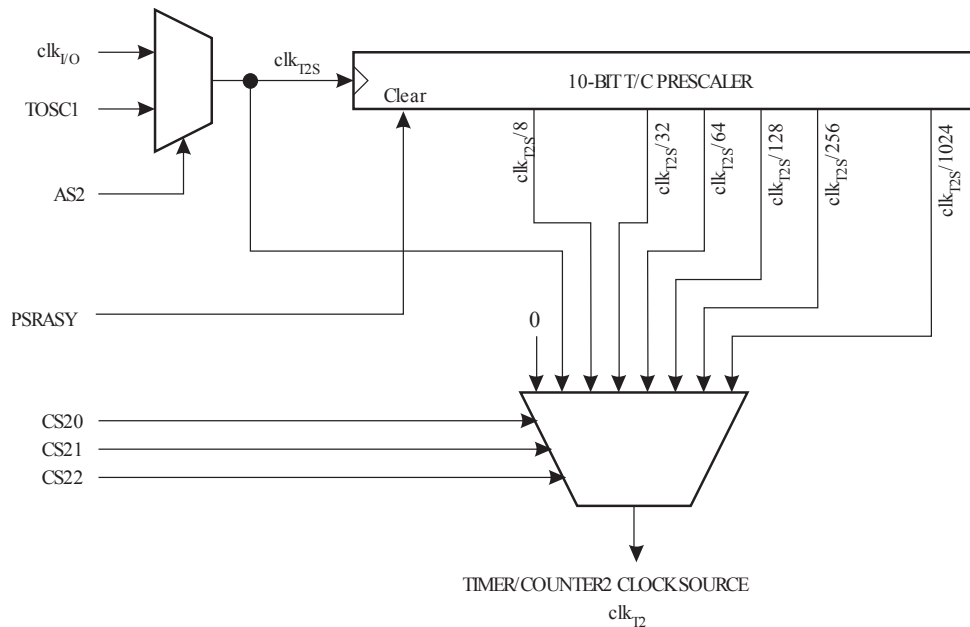 clkI/O
clkT2S
10-BIT T/C PRESCALER
TOSC1
Clear
clkT2S/8
clkT2S/32
clkT2S/64
clkT2S/128
clkT2S/256
clkT2S/1024
AS2
PSRASY
0
CS20
CS21
CS22
TIMER/COUNTER2 CLOCK SOURCE
clkT2